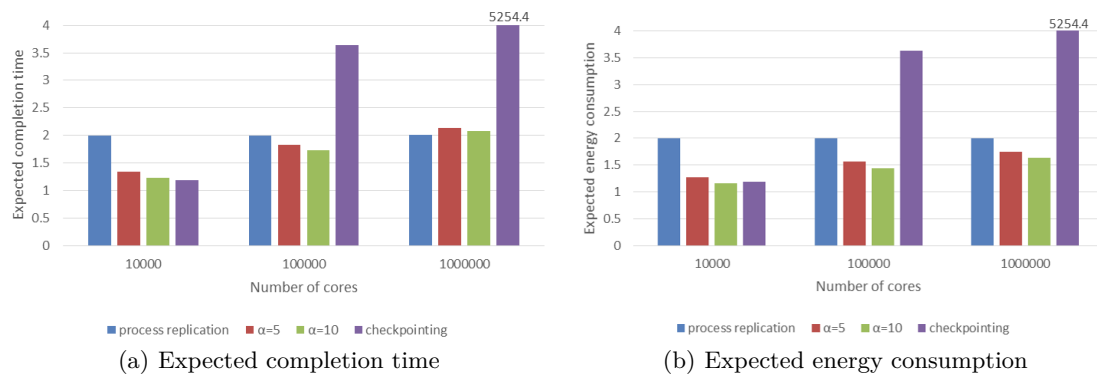 5254.4
4
3.5
3
2.5
2
1.5
1
0.5
0
Expected completion time
10000 100000 1000000
Number of cores
process replication α=5 α=10 checkpointing
(a) Expected completion time
5254.4
4
3.5
3
2.5
2
1.5
1
0.5
0
Expected energy consumption
10000 100000 1000000
Number of cores
process replication α=5 α=10 checkpointing
(b) Expected energy consumption